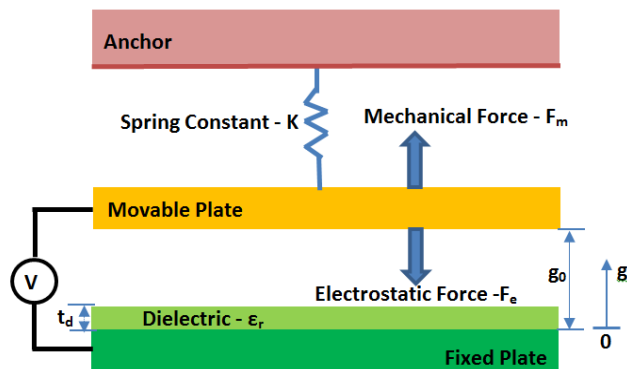 Anchor
Spring Constant - K
Mechanical Force - Fm
Movable Plate
V
g0
g
Electrostatic Force -Fe
td
Dielectric - εr
0
Fixed Plate